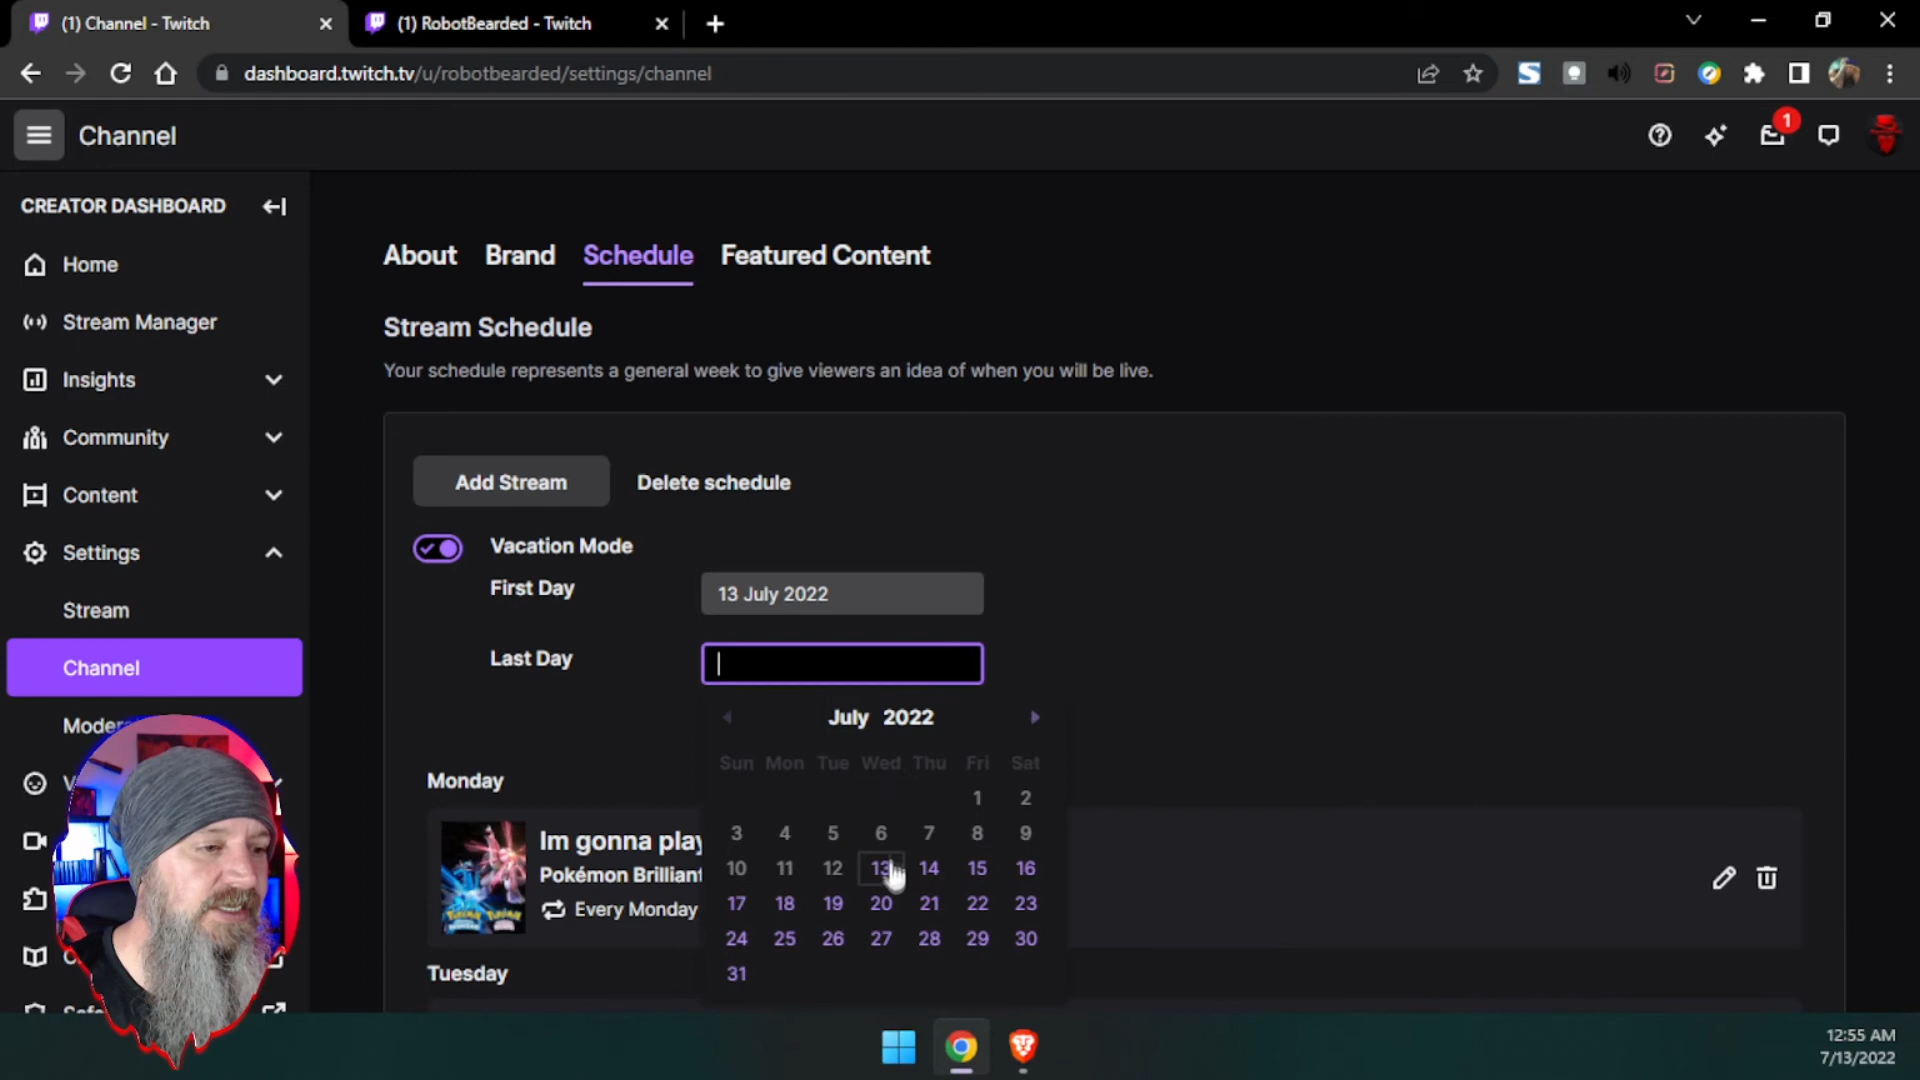 (1) Channel - Twitch
(1) RobotBearded - Twitch
dashboard.twitch.tv/u/robotbearded/settings/channel
Channel
1
CREATOR DASHBOARD
Home
Stream Manager
Insights
Community
Content
Settings
Stream
Channel
About Brand Schedule Featured Content
Stream Schedule
Your schedule represents a general week to give viewers an idea of when you will be live.
Add Stream Delete schedule
Vacation Mode
First Day 13 July 2022
Last Day
July 2022
Sun Mon Tue Wed Thu Fri Sat
1 2
3 4 5 6 7 8 9
10 11 12 13 14 15 16
17 18 19 20 21 22 23
24 25 26 27 28 29 30
31
Monday
Im gonna play
Pokémon Brilliant
Every Monday
Tuesday
12:55 AM
7/13/2022